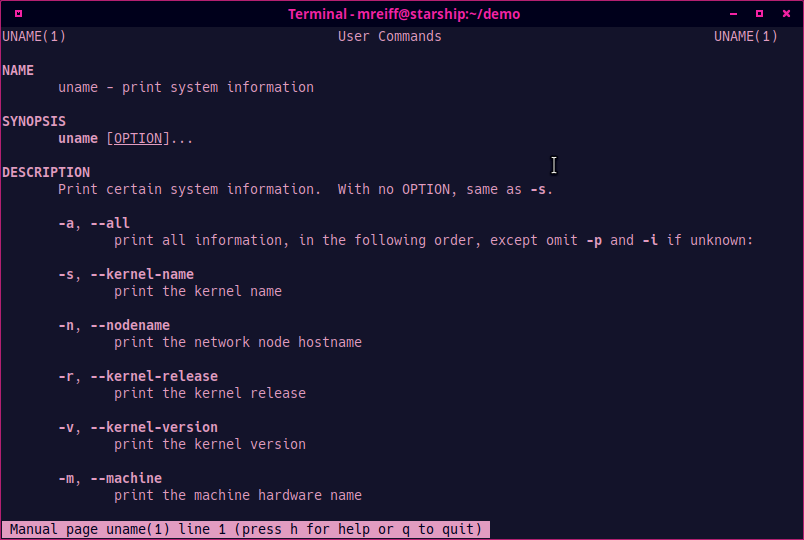 Terminal - mreiff@starship:~/demo
UNAME(1) User Commands UNAME(1)
NAME
uname - print system information
SYNOPSIS
uname [OPTION]...
DESCRIPTION
Print certain system information.  With no OPTION, same as -s.
-a, --all
print all information, in the following order, except omit -p and -i if unknown:
-s, --kernel-name
print the kernel name
-n, --nodename
print the network node hostname
-r, --kernel-release
print the kernel release
-v, --kernel-version
print the kernel version
-m, --machine
print the machine hardware name
Manual page uname(1) line 1 (press h for help or q to quit)